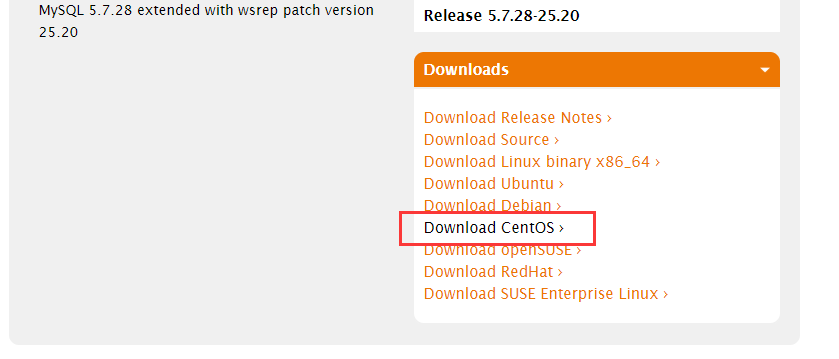 MySQL 5.7.28 extended with wsrep patch version
25.20
Release 5.7.28-25.20
Downloads
Download Release Notes ›
Download Source ›
Download Linux binary x86_64 ›
Download Ubuntu ›
Download Debian ›
Download CentOS ›
Download openSUSE ›
Download RedHat ›
Download SUSE Enterprise Linux ›